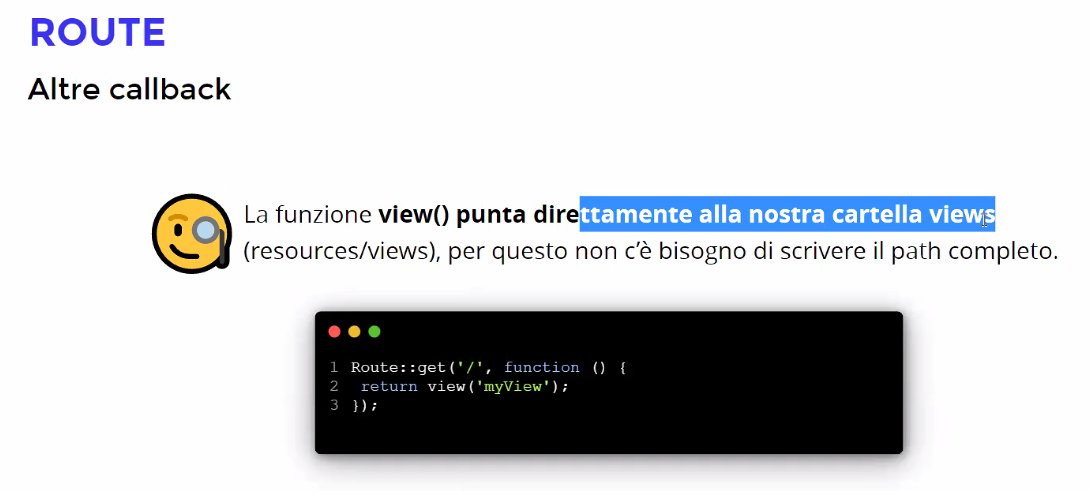 ROUTE
Altre callback
La funzione view() punta direttamente alla nostra cartella views
(resources/views), per questo non c’è bisogno di scrivere il path completo.
1 Route::get('/', function () {
2  return view('myView');
3 });